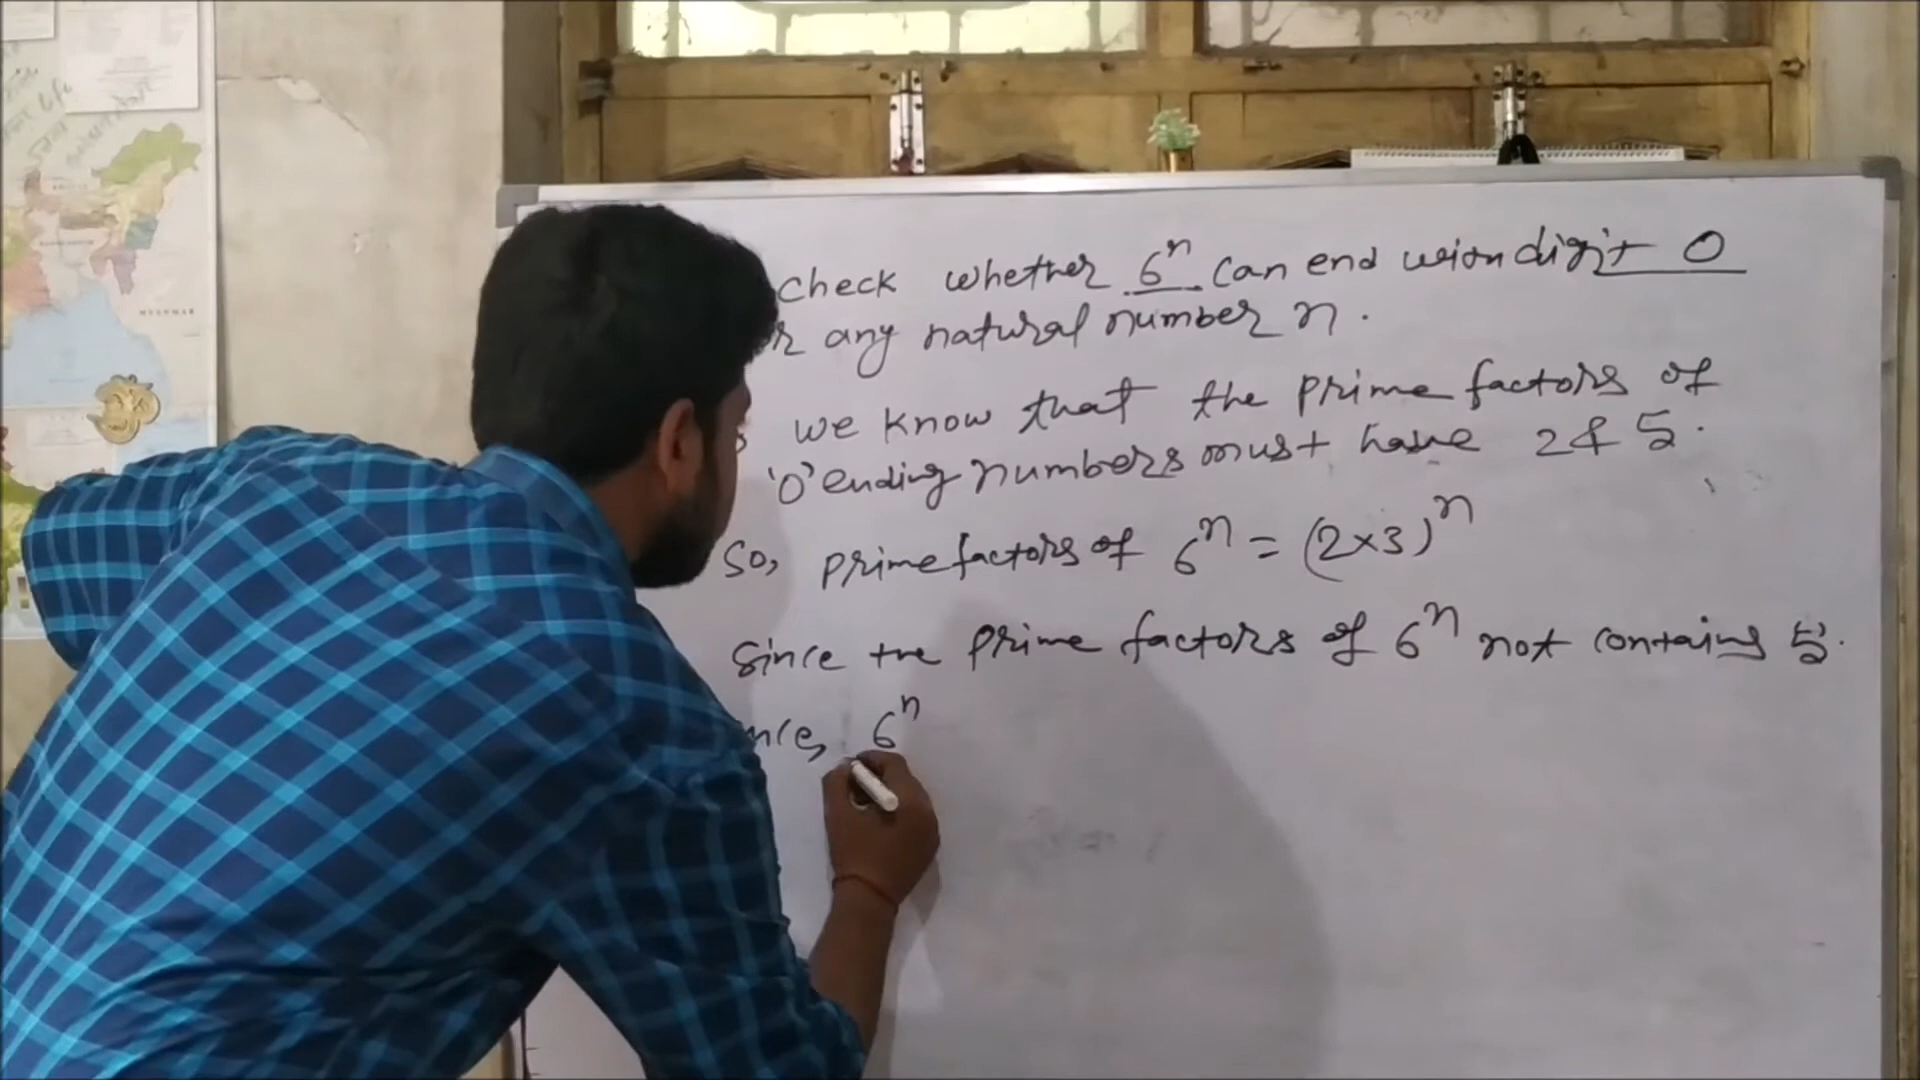 check whether 6ⁿ can end with digit 0
any natural number n.
we know that the prime factors of
'0' ending numbers must have 2 & 5.
So, prime factors of 6ⁿ = (2×3)ⁿ
Since the prime factors of 6ⁿ not contains 5.
6ⁿ
MYANMAR